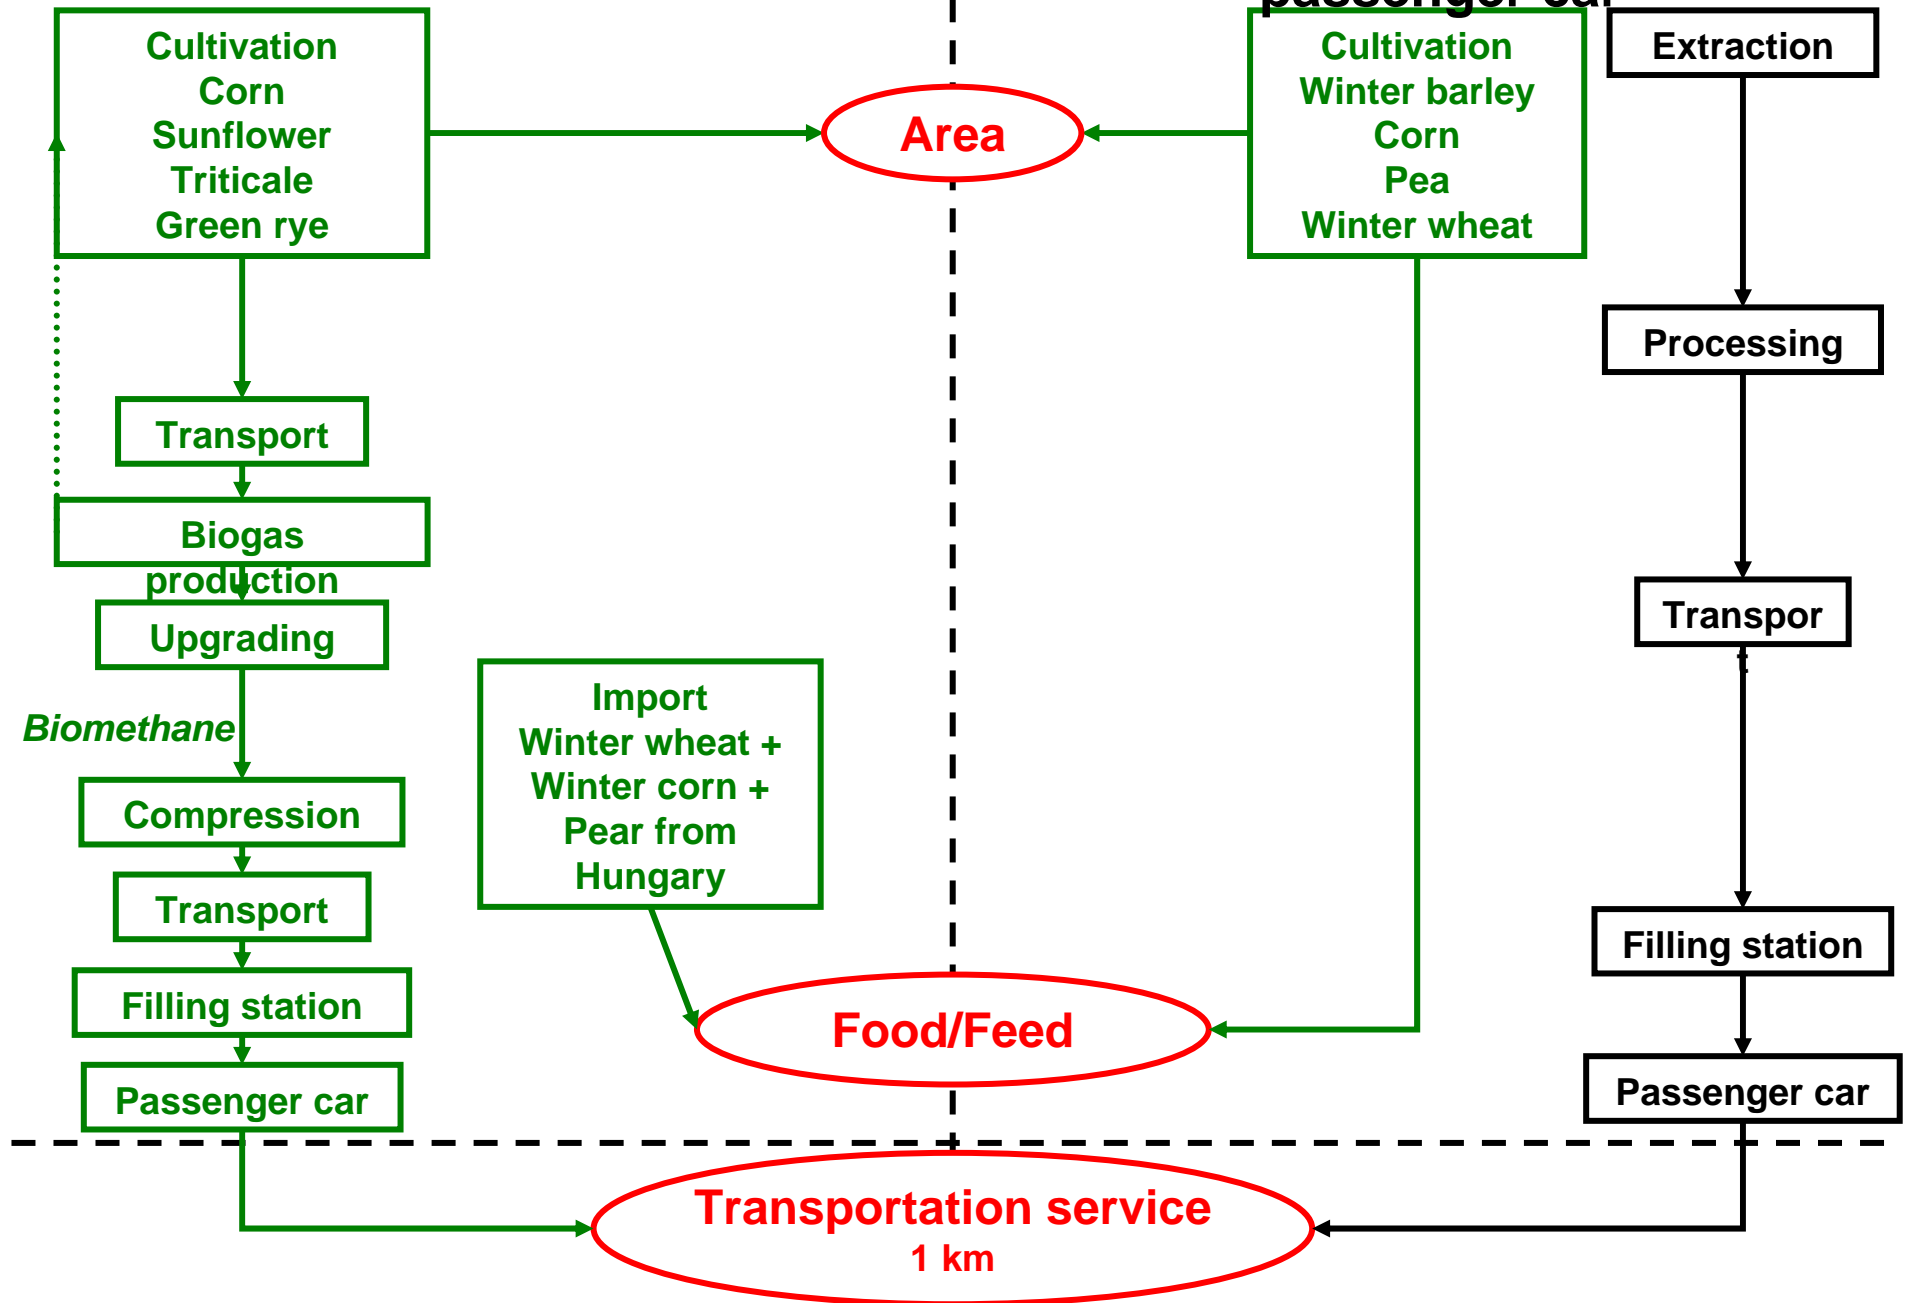 passenger car
Cultivation
Corn
Sunflower
Triticale
Green rye
Area
Cultivation
Winter barley
Corn
Pea
Winter wheat
Extraction
Processing
Transport
Biogas
production
Upgrading
Biomethane
Import
Winter wheat +
Winter corn +
Pear from
Hungary
Transpor
t
Compression
Transport
Filling station
Passenger car
Food/Feed
Filling station
Passenger car
Transportation service
1 km